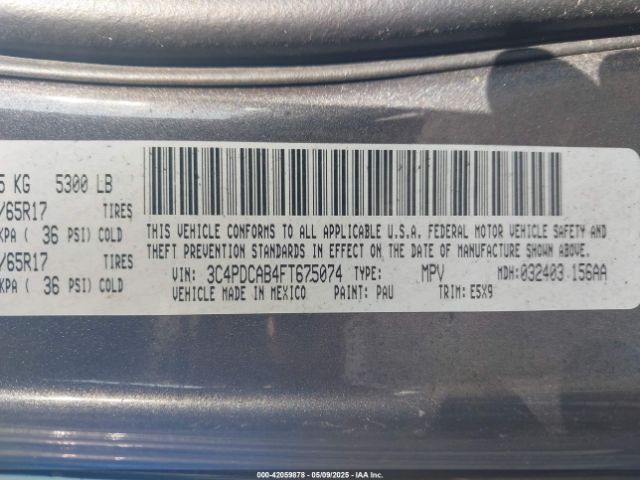 5 KG 5300 LB
/65R17 TIRES
KPA ( 36 PSI) COLD
/65R17 TIRES
KPA ( 36 PSI) COLD
THIS VEHICLE CONFORMS TO ALL APPLICABLE U.S.A. FEDERAL MOTOR VEHICLE SAFETY AND
THEFT PREVENTION STANDARDS IN EFFECT ON THE DATE OF MANUFACTURE SHOWN ABOVE.
VIN: 3C4PDCAB4FT675074 TYPE: MPV MDH: 032403 156AA
VEHICLE MADE IN MEXICO PAINT: PAU TRIM: E5X9
000-42059878 | 05/09/2025 | IAA Inc.